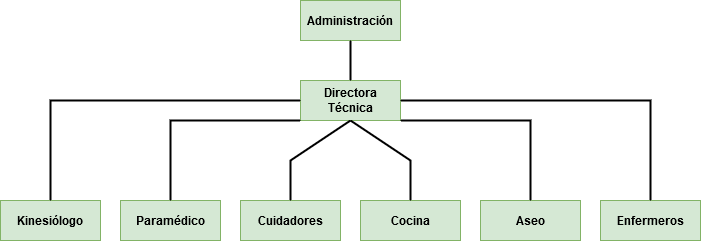 Administración
Directora
Técnica
Kinesiólogo
Paramédico
Cuidadores
Cocina
Aseo
Enfermeros